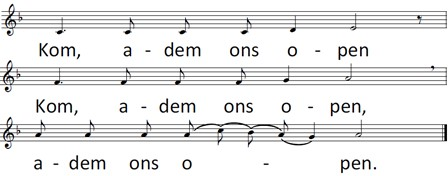 Kom, a - dem ons o - pen
Kom, a - dem ons o - pen,
a - dem ons o - pen.